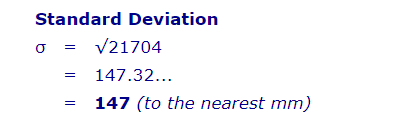 Standard Deviation
σ = √21704
= 147.32...
= 147 (to the nearest mm)